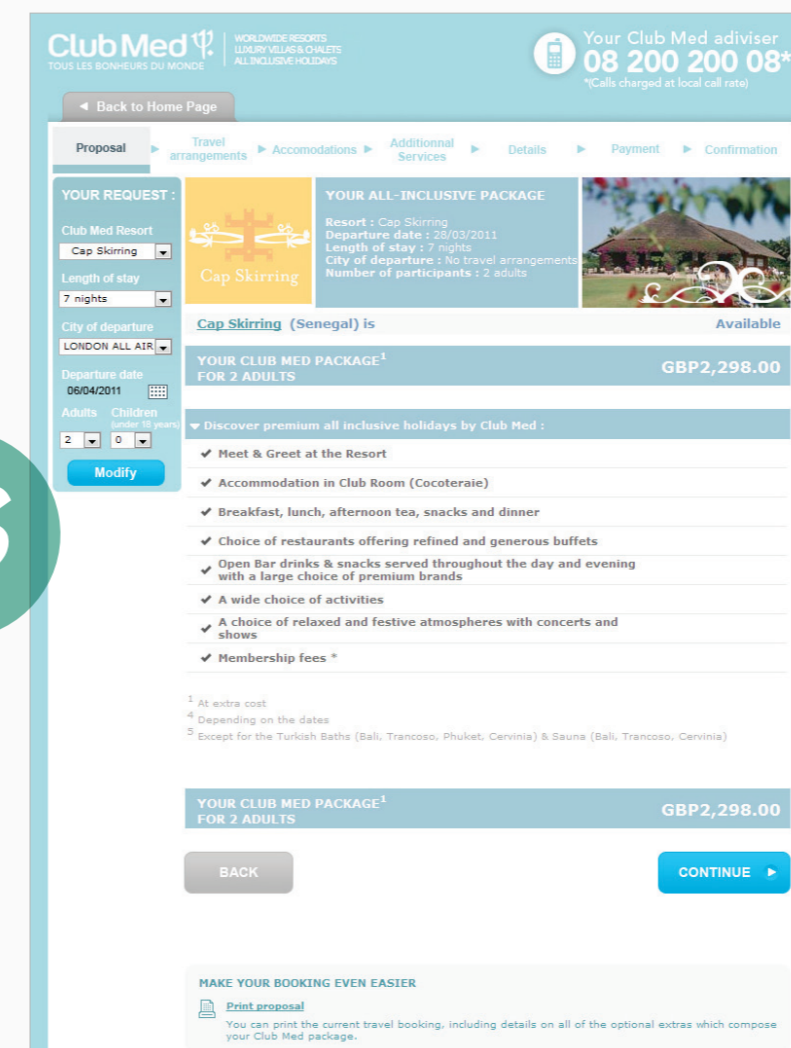 Club Med
TOUS LES BONHEURS DU MONDE
WORLDWIDE RESORTS
LUXURY VILLAS & CHALETS
ALL INCLUSIVE HOLIDAYS
Your Club Med adviser
08 200 200 08*
*(Calls charged at local call rate)
Back to Home Page
Proposal
Travel
arrangements
Accomodations
Additionnal
Services
Details
Payment
Confirmation
YOUR REQUEST :
Club Med Resort
Cap Skirring
Length of stay
7 nights
City of departure
LONDON ALL AIR
Departure date
06/04/2011
Adults Children
(under 18 years)
2 0
Modify
Cap Skirring
YOUR ALL-INCLUSIVE PACKAGE
Resort : Cap Skirring
Departure date : 28/03/2011
Length of stay : 7 nights
City of departure : No travel arrangements
Number of participants : 2 adults
Cap Skirring (Senegal) is Available
YOUR CLUB MED PACKAGE1
FOR 2 ADULTS
GBP2,298.00
Discover premium all inclusive holidays by Club Med :
Meet & Greet at the Resort
Accommodation in Club Room (Cocoteraie)
Breakfast, lunch, afternoon tea, snacks and dinner
Choice of restaurants offering refined and generous buffets
Open Bar drinks & snacks served throughout the day and evening
with a large choice of premium brands
A wide choice of activities
A choice of relaxed and festive atmospheres with concerts and
shows
Membership fees *
1 At extra cost
4 Depending on the dates
5 Except for the Turkish Baths (Bali, Trancoso, Phuket, Cervinia) & Sauna (Bali, Trancoso, Cervinia)
YOUR CLUB MED PACKAGE1
FOR 2 ADULTS
GBP2,298.00
BACK
CONTINUE
MAKE YOUR BOOKING EVEN EASIER
Print proposal
You can print the current travel booking, including details on all of the optional extras which compose
your Club Med package.